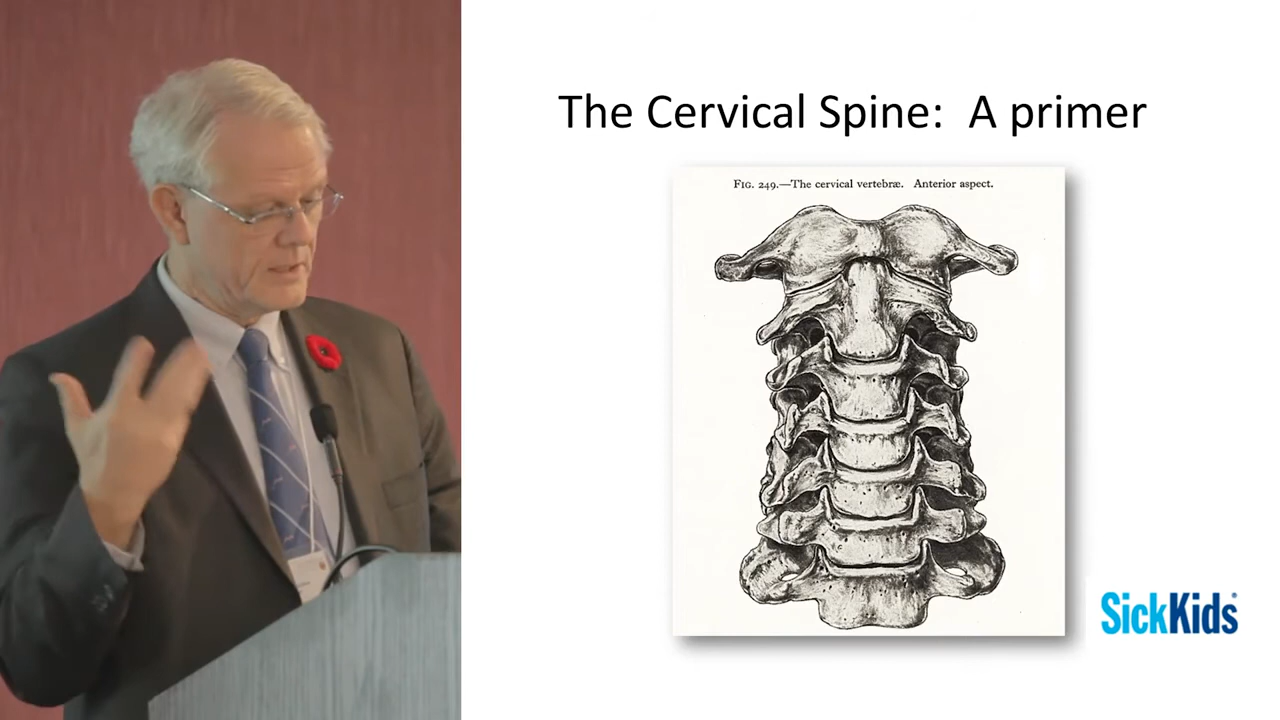 The Cervical Spine: A primer
FIG. 249.—The cervical vertebræ. Anterior aspect.
SickKids®